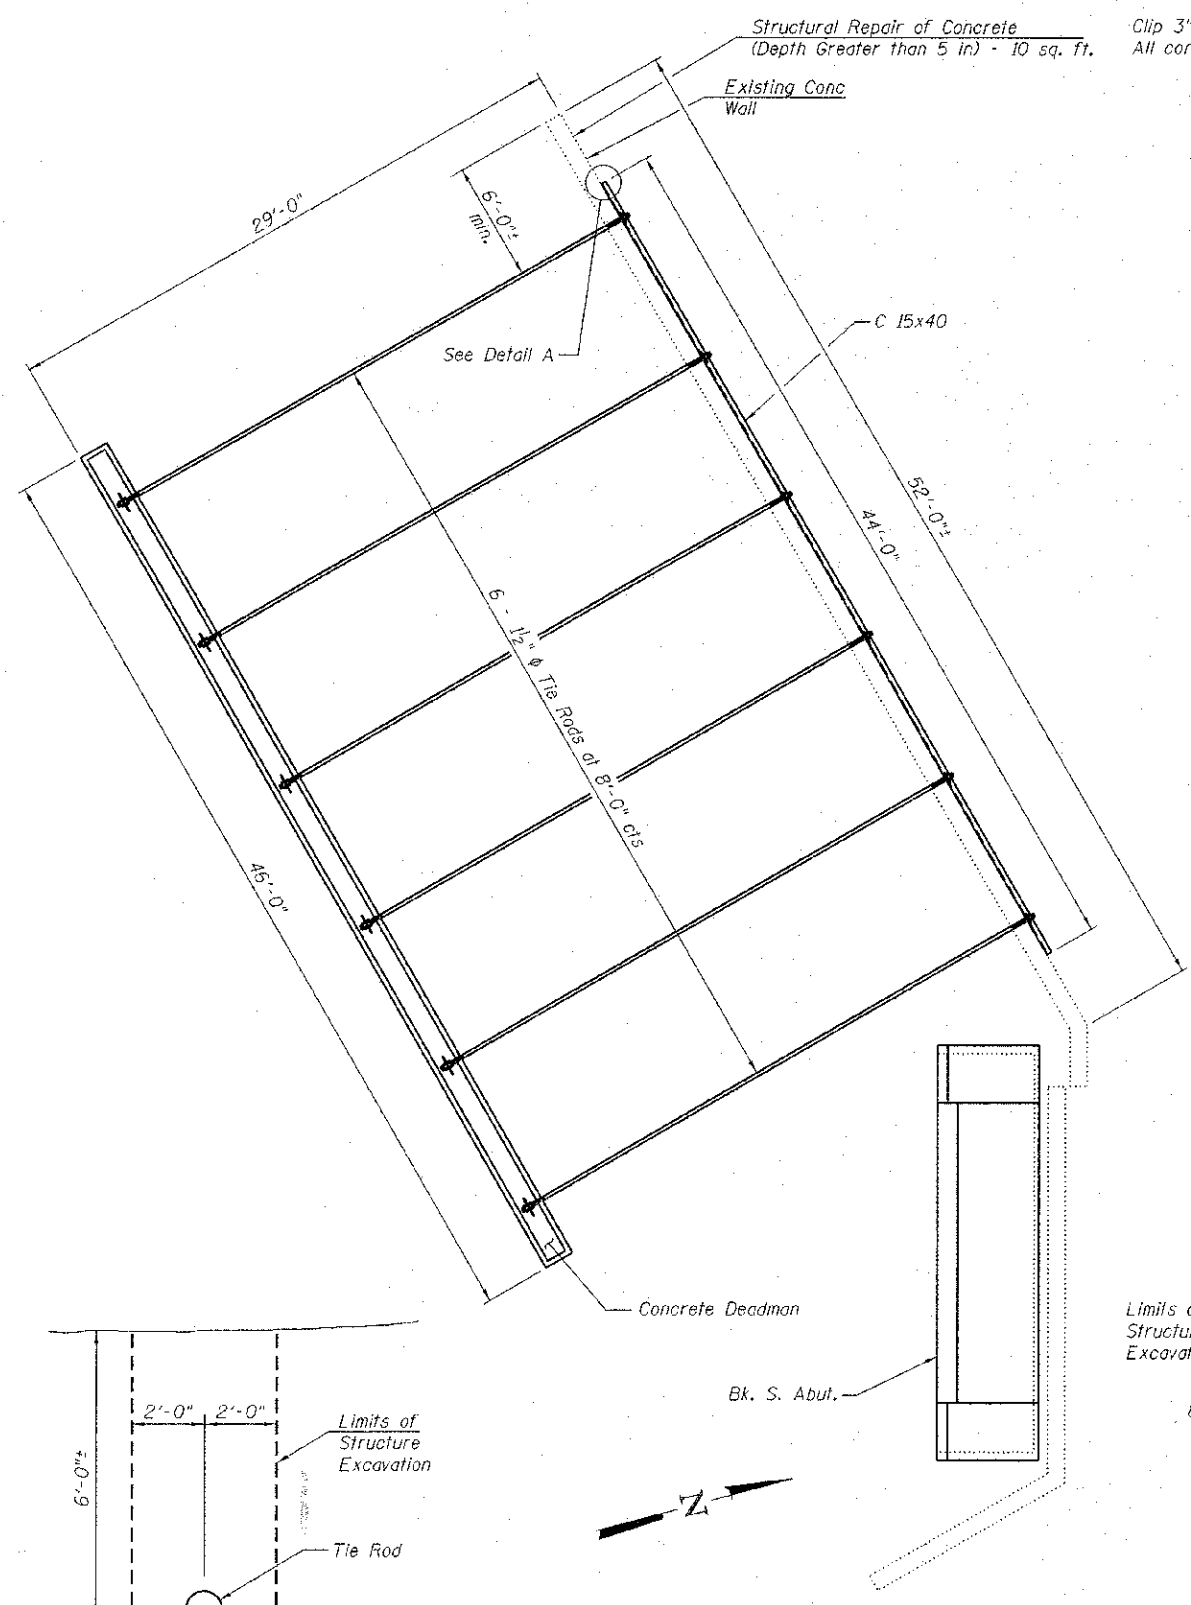 Structural Repair of Concrete
(Depth Greater than 5 in) - 10 sq. ft.
Clip 3"
All cor
Existing Conc
Wall
29'-0"
6'-0"±
min.
See Detail A
C 15x40
52'-0"±
44'-0"
6 - 1½" ϕ Tie Rods at 8'-0" cts
46'-0"
Concrete Deadman
Bk. S. Abut.
Limits o
Structur
Excavat
2'-0"
2'-0"
Limits of
Structure
Excavation
6'-0"±
Tie Rod
N